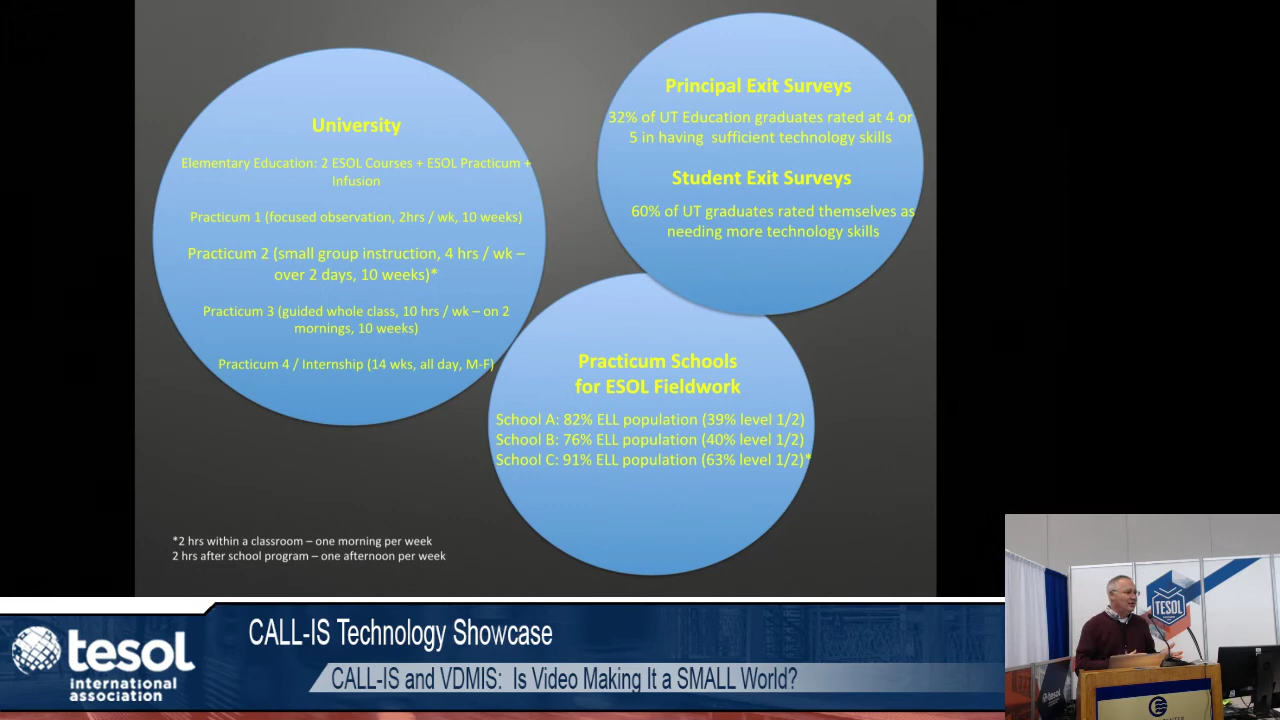 University
Elementary Education: 2 ESOL Courses + ESOL Practicum +
Infusion
Practicum 1 (focused observation, 2hrs / wk, 10 weeks)
Practicum 2 (small group instruction, 4 hrs / wk –
over 2 days, 10 weeks)*
Practicum 3 (guided whole class, 10 hrs / wk – on 2
mornings, 10 weeks)
Practicum 4 / Internship (14 wks, all day, M-F)
Principal Exit Surveys
32% of UT Education graduates rated at 4 or
5 in having sufficient technology skills
Student Exit Surveys
60% of UT graduates rated themselves as
needing more technology skills
Practicum Schools
for ESOL Fieldwork
School A: 82% ELL population (39% level 1/2)
School B: 76% ELL population (40% level 1/2)
School C: 91% ELL population (63% level 1/2)*
*2 hrs within a classroom – one morning per week
2 hrs after school program – one afternoon per week
TESOL
tesol
international
association
CALL-IS Technology Showcase
CALL-IS and VDMIS: Is Video Making It a SMALL World?